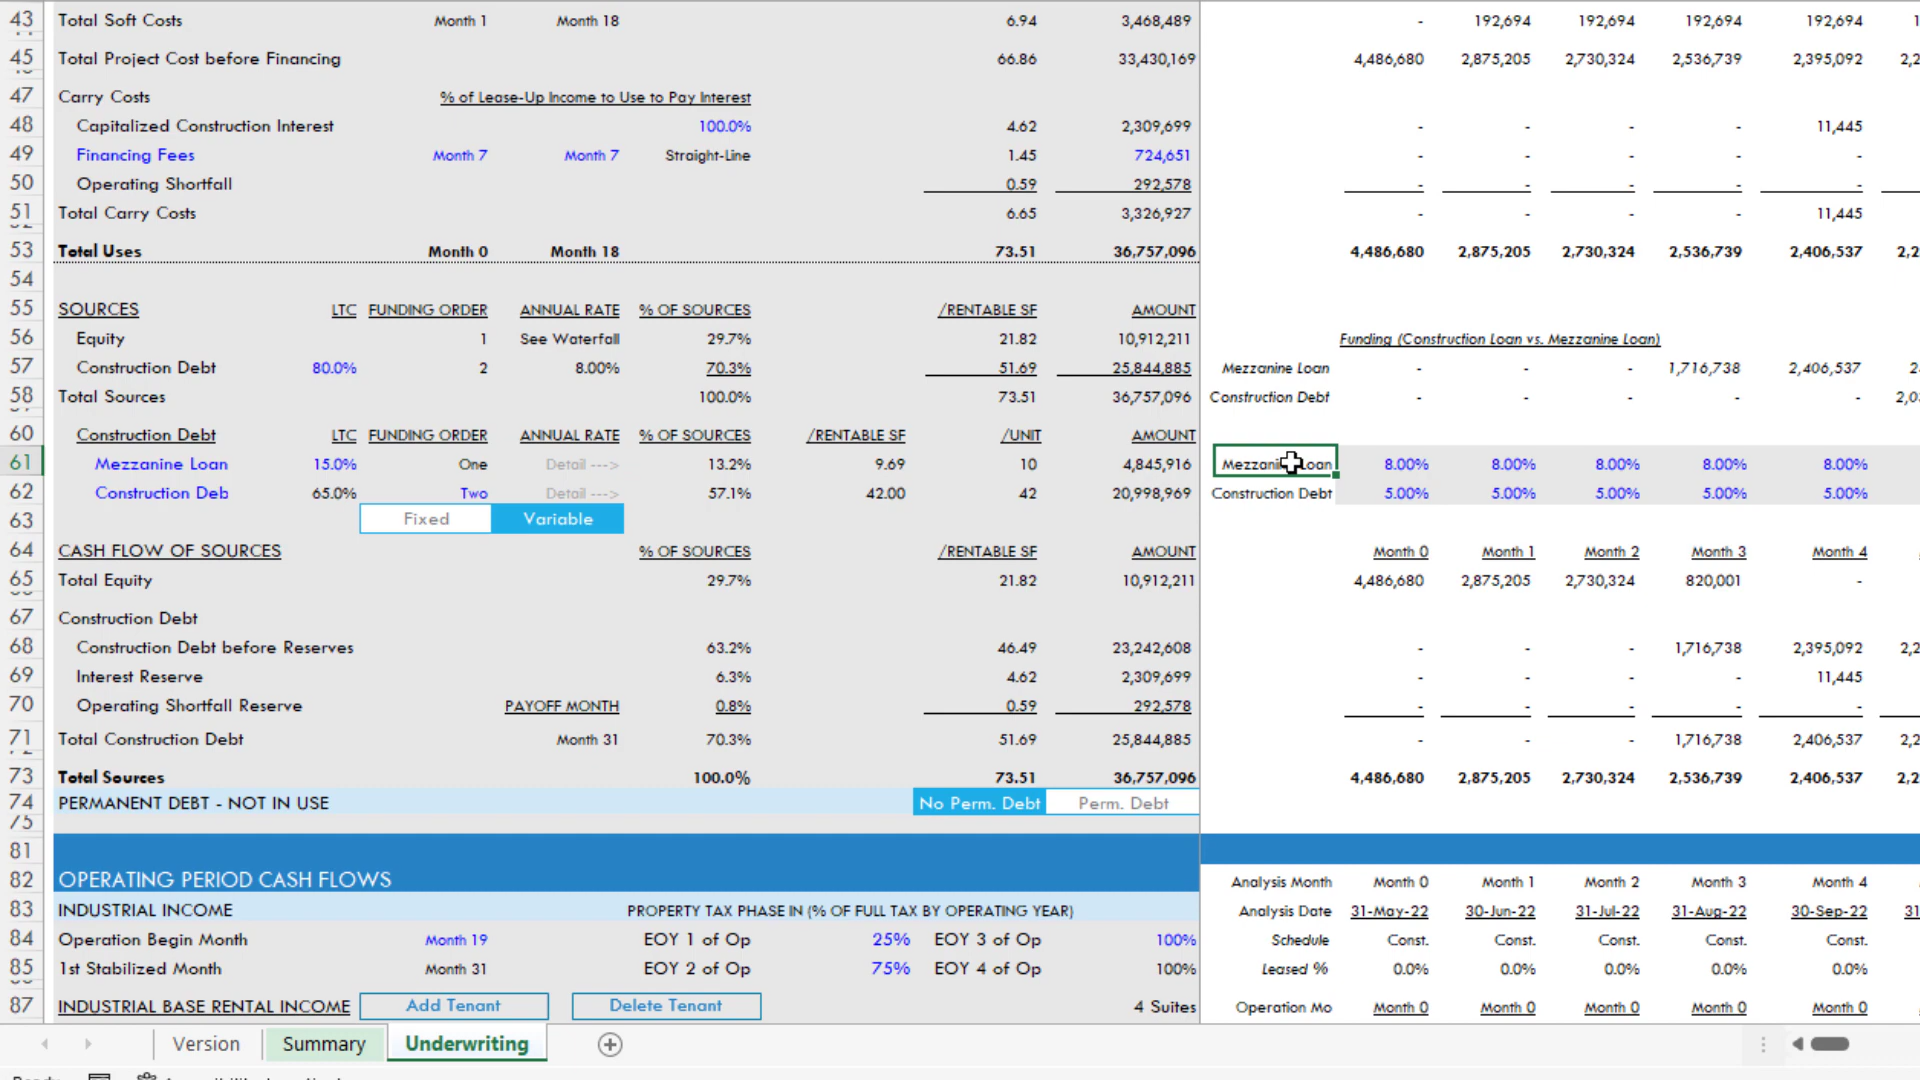 43 Total Soft Costs Month 1 Month 18 6.94 3,468,489 - 192,694 192,694 192,694 192,694
45 Total Project Cost before Financing 66.86 33,430,169 4,486,680 2,875,205 2,730,324 2,536,739 2,395,092 2,2
47 Carry Costs % of Lease-Up Income to Use to Pay Interest
48 Capitalized Construction Interest 100.0% 4.62 2,309,699 - - - - 11,445
49 Financing Fees Month 7 Month 7 Straight-Line 1.45 724,651 - - - - -
50 Operating Shortfall 0.59 292,578 - - - - -
51 Total Carry Costs 6.65 3,326,927 - - - - 11,445
53 Total Uses Month 0 Month 18 73.51 36,757,096 4,486,680 2,875,205 2,730,324 2,536,739 2,406,537 2,2
54
55 SOURCES LTC FUNDING ORDER ANNUAL RATE % OF SOURCES /RENTABLE SF AMOUNT
56 Equity 1 See Waterfall 29.7% 21.82 10,912,211 Funding (Construction Loan vs. Mezzanine Loan)
57 Construction Debt 80.0% 2 8.00% 70.3% 51.69 25,844,885 Mezzanine Loan - - - 1,716,738 2,406,537 2
58 Total Sources 100.0% 73.51 36,757,096 Construction Debt - - - - - 2,0
60 Construction Debt LTC FUNDING ORDER ANNUAL RATE % OF SOURCES /RENTABLE SF /UNIT AMOUNT
61 Mezzanine Loan 15.0% One Detail ---> 13.2% 9.69 10 4,845,916 Mezzanine Loan 8.00% 8.00% 8.00% 8.00% 8.00%
62 Construction Deb 65.0% Two Detail ---> 57.1% 42.00 42 20,998,969 Construction Debt 5.00% 5.00% 5.00% 5.00% 5.00%
63 Fixed Variable
64 CASH FLOW OF SOURCES % OF SOURCES /RENTABLE SF AMOUNT Month 0 Month 1 Month 2 Month 3 Month 4
65 Total Equity 29.7% 21.82 10,912,211 4,486,680 2,875,205 2,730,324 820,001 -
67 Construction Debt
68 Construction Debt before Reserves 63.2% 46.49 23,242,608 - - - 1,716,738 2,395,092 2,2
69 Interest Reserve 6.3% 4.62 2,309,699 - - - - 11,445
70 Operating Shortfall Reserve PAYOFF MONTH 0.8% 0.59 292,578 - - - - -
71 Total Construction Debt Month 31 70.3% 51.69 25,844,885 - - - 1,716,738 2,406,537 2,2
73 Total Sources 100.0% 73.51 36,757,096 4,486,680 2,875,205 2,730,324 2,536,739 2,406,537 2,2
74 PERMANENT DEBT - NOT IN USE No Perm. Debt Perm. Debt
75
81
82 OPERATING PERIOD CASH FLOWS Analysis Month Month 0 Month 1 Month 2 Month 3 Month 4
83 INDUSTRIAL INCOME PROPERTY TAX PHASE IN (% OF FULL TAX BY OPERATING YEAR) Analysis Date 31-May-22 30-Jun-22 31-Jul-22 31-Aug-22 30-Sep-22 31
84 Operation Begin Month Month 19 EOY 1 of Op 25% EOY 3 of Op 100% Schedule Const. Const. Const. Const. Const.
85 1st Stabilized Month Month 31 EOY 2 of Op 75% EOY 4 of Op 100% Leased % 0.0% 0.0% 0.0% 0.0% 0.0%
87 INDUSTRIAL BASE RENTAL INCOME Add Tenant Delete Tenant 4 Suites Operation Mo Month 0 Month 0 Month 0 Month 0 Month 0
Version Summary Underwriting